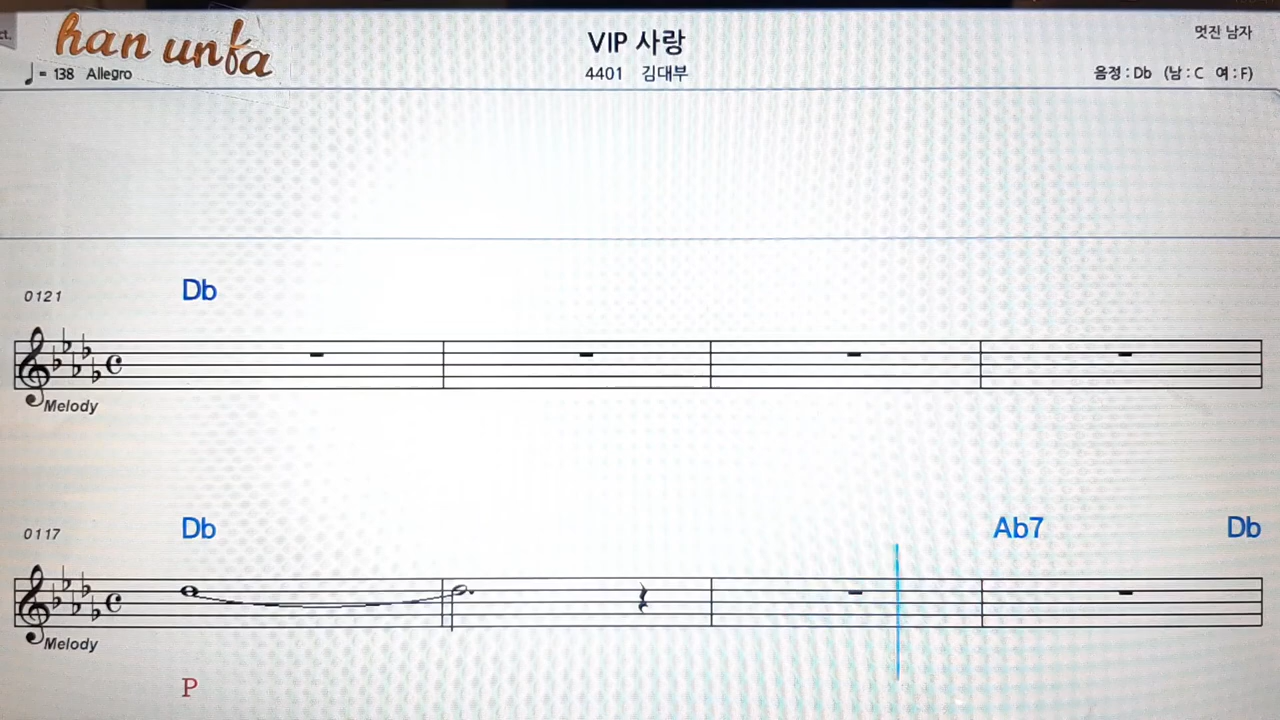 ct.
han unfa
VIP 사랑
멋진 남자
= 138 Allegro
4401 김대부
음정 : Db (남 : C 여 : F)
Db
0121
Melody
Db Ab7 Db
0117
Melody
P